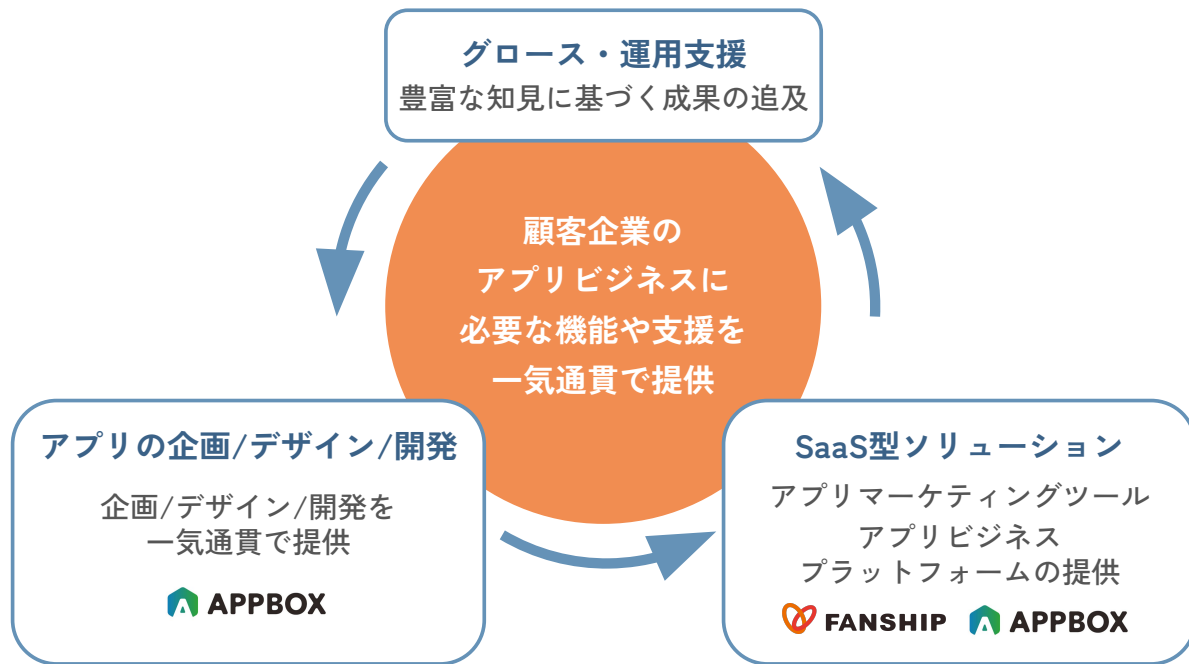 グロース・運用支援
豊富な知見に基づく成果の追及
顧客企業の
アプリビジネスに
必要な機能や支援を
一気通貫で提供
アプリの企画/デザイン/開発
企画/デザイン/開発を
一気通貫で提供
APPBOX
SaaS型ソリューション
アプリマーケティングツール
アプリビジネス
プラットフォームの提供
FANSHIP APPBOX